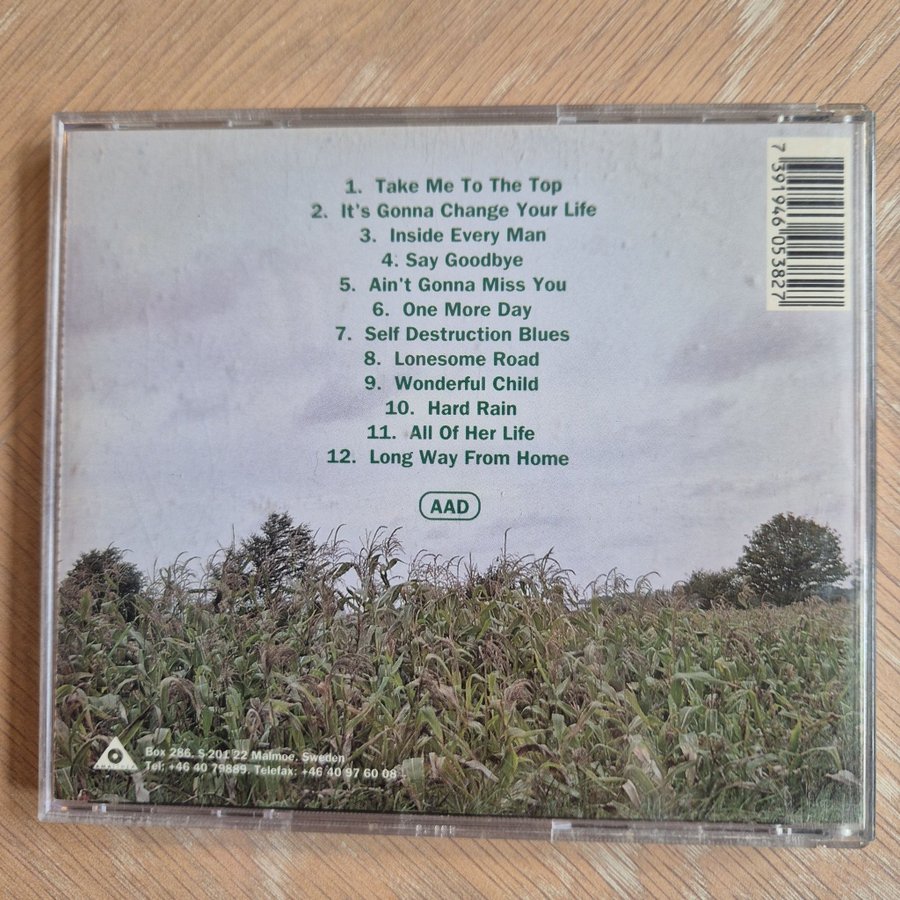 1. Take Me To The Top
2. It's Gonna Change Your Life
3. Inside Every Man
4. Say Goodbye
5. Ain't Gonna Miss You
6. One More Day
7. Self Destruction Blues
8. Lonesome Road
9. Wonderful Child
10. Hard Rain
11. All Of Her Life
12. Long Way From Home
AAD
7 391946 053827
Box 286, S-201 22 Malmoe, Sweden
Tel: +46 40 79889, Telefax: +46 40 97 60 08